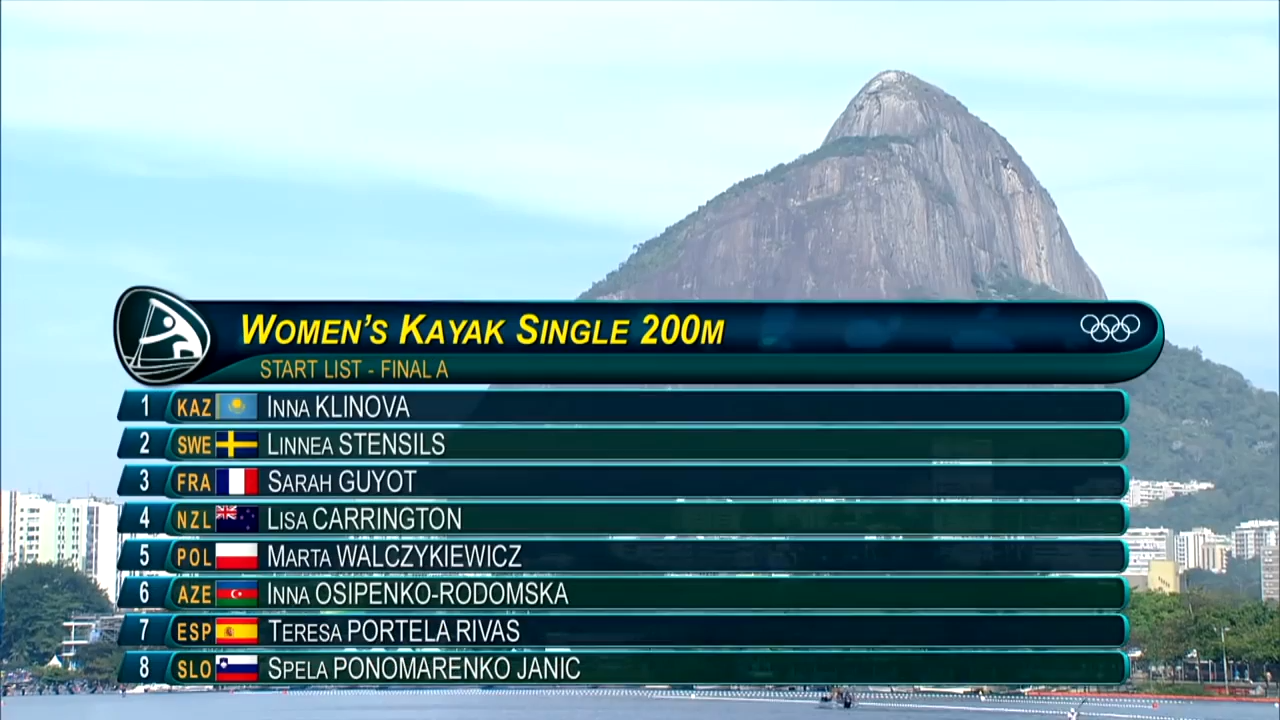 WOMEN'S KAYAK SINGLE 200M
START LIST - FINAL A
1 KAZ INNA KLINOVA
2 SWE LINNEA STENSILS
3 FRA SARAH GUYOT
4 NZL LISA CARRINGTON
5 POL MARTA WALCZYKIEWICZ
6 AZE INNA OSIPENKO-RODOMSKA
7 ESP TERESA PORTELA RIVAS
8 SLO SPELA PONOMARENKO JANIC